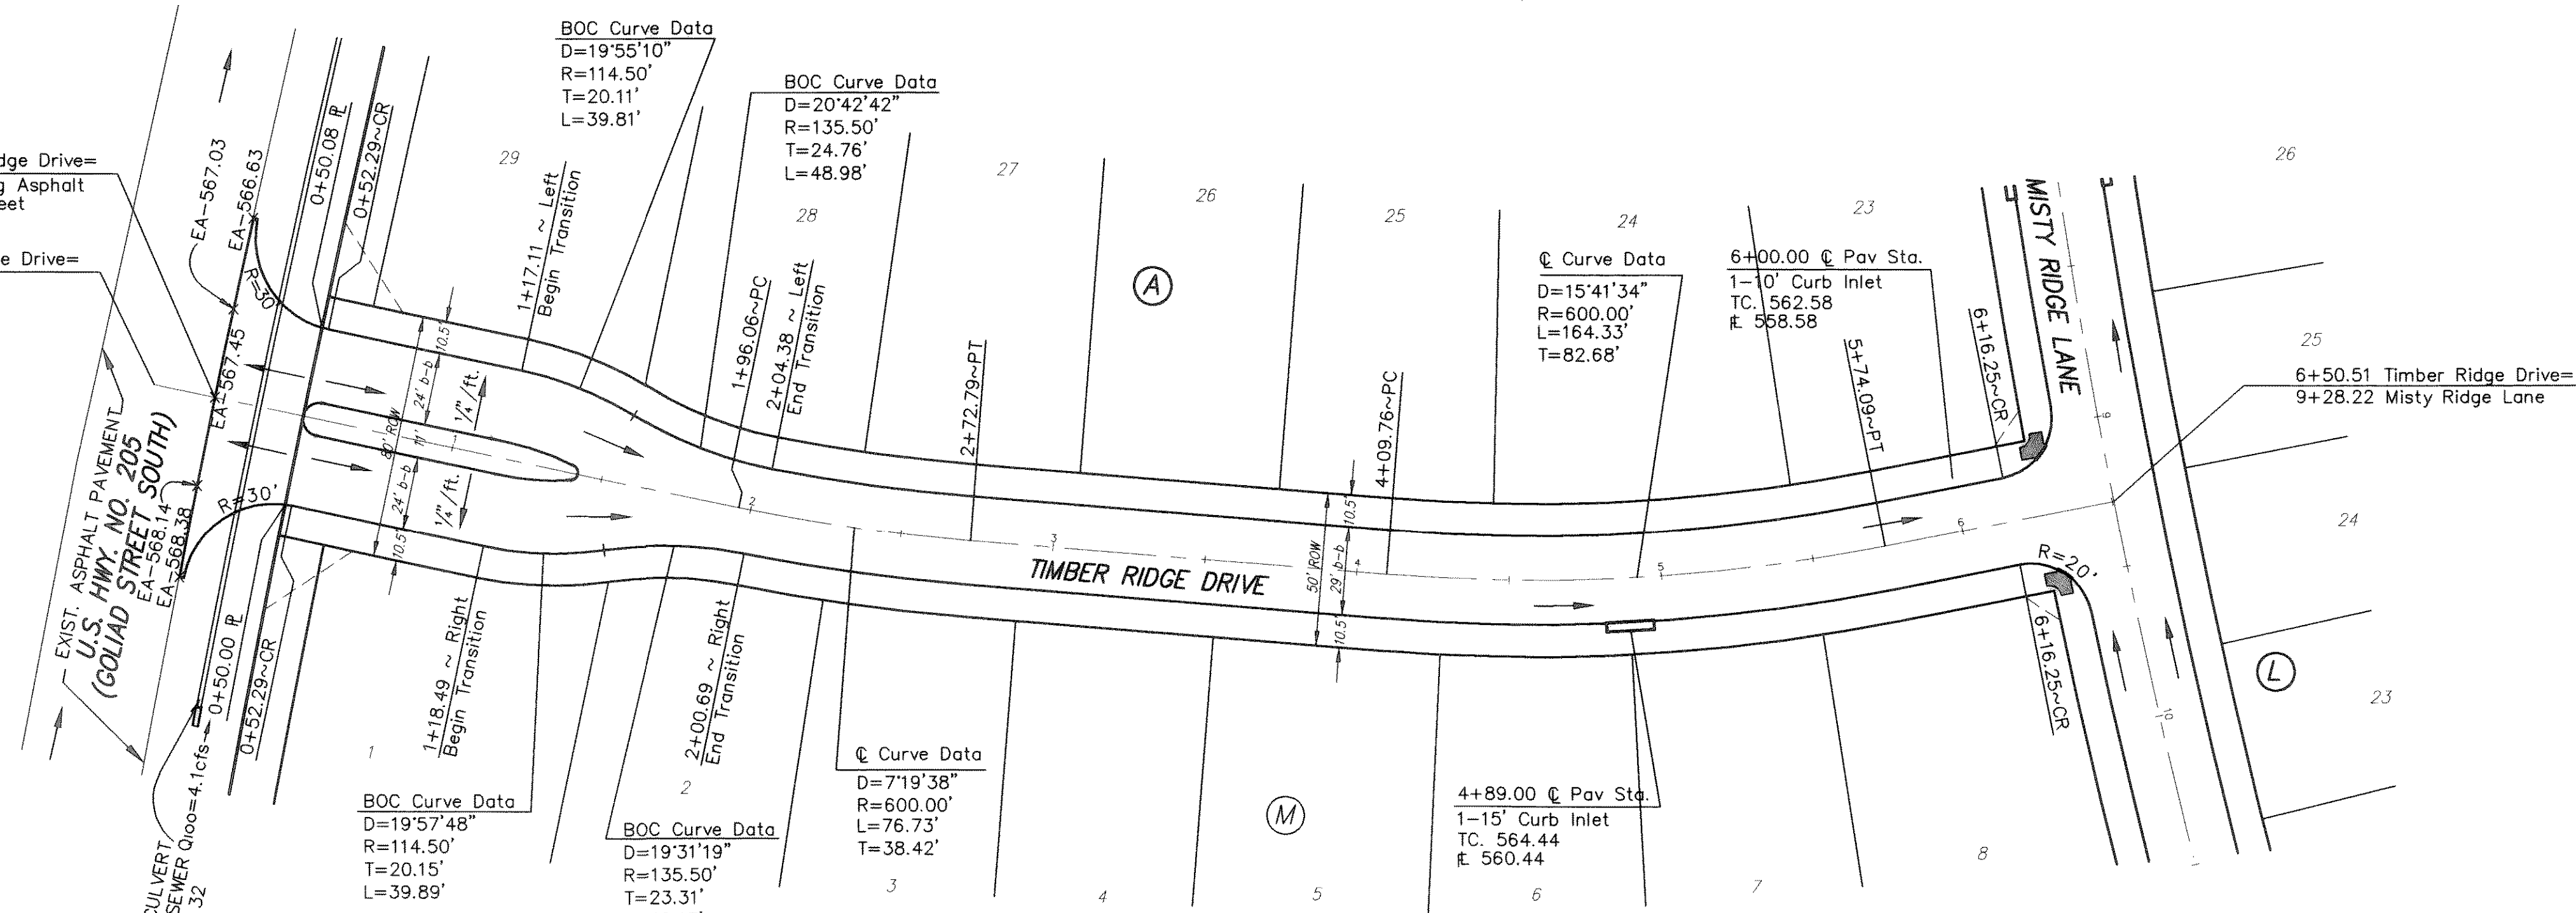 BOC Curve Data
D=19°55'10"
R=114.50'
T=20.11'
L=39.81'
BOC Curve Data
D=20°42'42"
R=135.50'
T=24.76'
L=48.98'
dge Drive=
g Asphalt
eet
e Drive=
EA-567.03
EA-566.63
0+50.08 ℄
0+52.29~CR
R=30'
EA-567.45
29
28
27
26
25
24
23
26
25
24
23
1+17.11 ~ Left
Begin Transition
1+96.06~PC
2+04.38 ~ Left
End Transition
2+72.79~PT
A
4+09.76~PC
℄ Curve Data
D=15°41'34"
R=600.00'
L=164.33'
T=82.68'
6+00.00 ℄ Pav Sta.
1-10' Curb Inlet
TC. 562.58
558.58
5+74.09~PT
6+16.25~CR
MISTY RIDGE LANE
6+50.51 Timber Ridge Drive=
9+28.22 Misty Ridge Lane
10.5'
24' b-b
1/4"/ft.
80' ROW
11'
24' b-b
1/4"/ft.
10.5'
EXIST. ASPHALT PAVEMENT
U.S. HWY. NO. 205
(GOLIAD STREET SOUTH)
EA-568.14
EA-568.38
R=30'
0+50.00
0+52.29~CR
2
3
4
5
6
9
10
TIMBER RIDGE DRIVE
10.5'
50' ROW
29' b-b
10.5'
R=20'
6+16.25~CR
L
1+18.49 ~ Right
Begin Transition
2+00.69 ~ Right
End Transition
1
2
3
4
5
6
7
8
M
BOC Curve Data
D=19°57'48"
R=114.50'
T=20.15'
L=39.89'
BOC Curve Data
D=19°31'19"
R=135.50'
T=23.31'
℄ Curve Data
D=7°19'38"
R=600.00'
L=76.73'
T=38.42'
4+89.00 ℄ Pav Sta.
1-15' Curb Inlet
TC. 564.44
560.44
CULVERT
SEWER Q100=4.1cfs
32